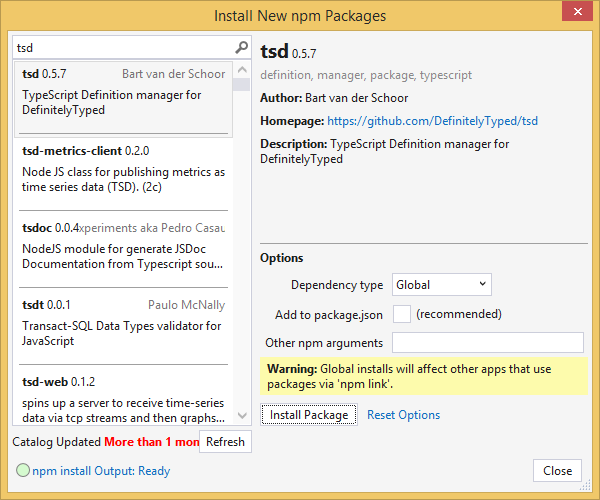 Install New npm Packages
tsd
tsd 0.5.7 Bart van der Schoor
TypeScript Definition manager for
DefinitelyTyped
tsd-metrics-client 0.2.0
Node JS class for publishing metrics as
time series data (TSD). (2c)
tsdoc 0.0.4xperiments aka Pedro Casau
NodeJS module for generate JSDoc
Documentation from Typescript sou...
tsdt 0.0.1 Paulo McNally
Transact-SQL Data Types validator for
JavaScript
tsd-web 0.1.2
spins up a server to receive time-series
data via tcp streams and then graphs...
Catalog Updated More than 1 mon
Refresh
npm install Output: Ready
tsd 0.5.7
definition, manager, package, typescript
Author: Bart van der Schoor
Homepage: https://github.com/DefinitelyTyped/tsd
Description: TypeScript Definition manager for
DefinitelyTyped
Options
Dependency type Global
Add to package.json (recommended)
Other npm arguments
Warning: Global installs will affect other apps that use
packages via 'npm link'.
Install Package Reset Options
Close